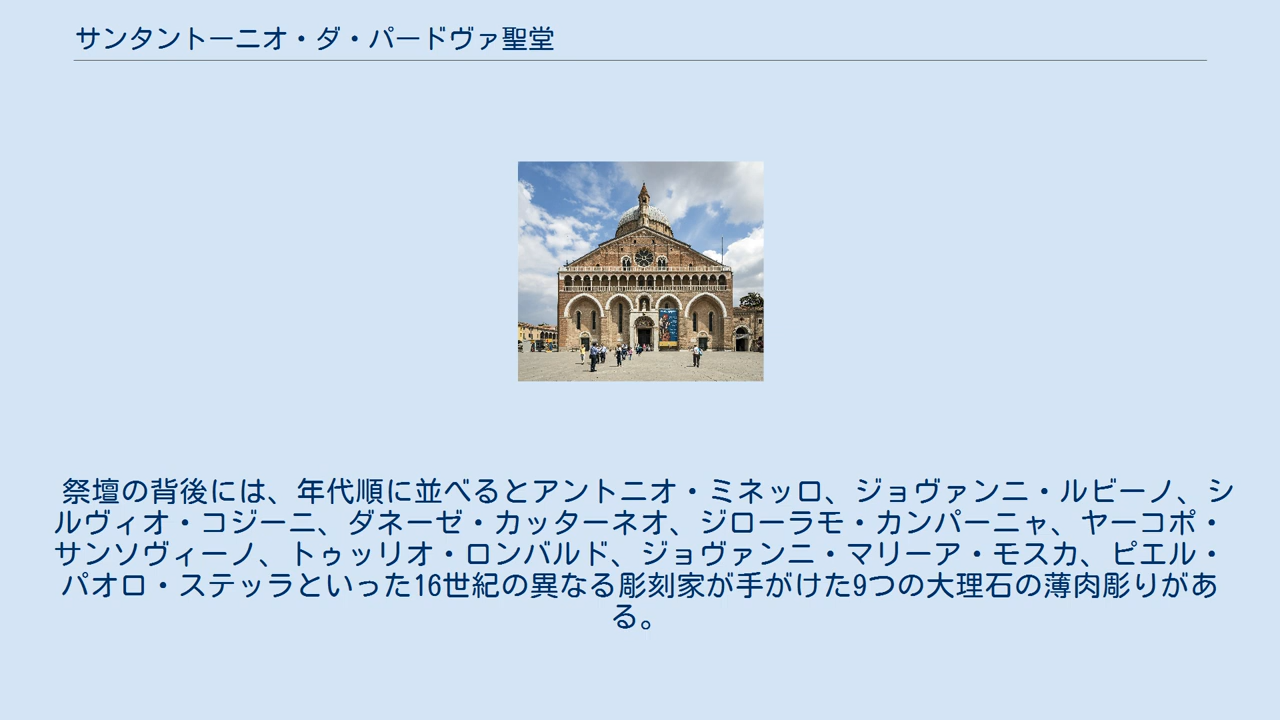 サンタントーニオ・ダ・パードヴァ聖堂
祭壇の背後には、年代順に並べるとアントニオ・ミネッロ、ジョヴァンニ・ルビーノ、シ
ルヴィオ・コジーニ、ダネーゼ・カッターネオ、ジローラモ・カンパーニャ、ヤーコポ・
サンソヴィーノ、トゥッリオ・ロンバルド、ジョヴァンニ・マリーア・モスカ、ピエル・
パオロ・ステッラといった16世紀の異なる彫刻家が手がけた9つの大理石の薄肉彫りがあ
る。